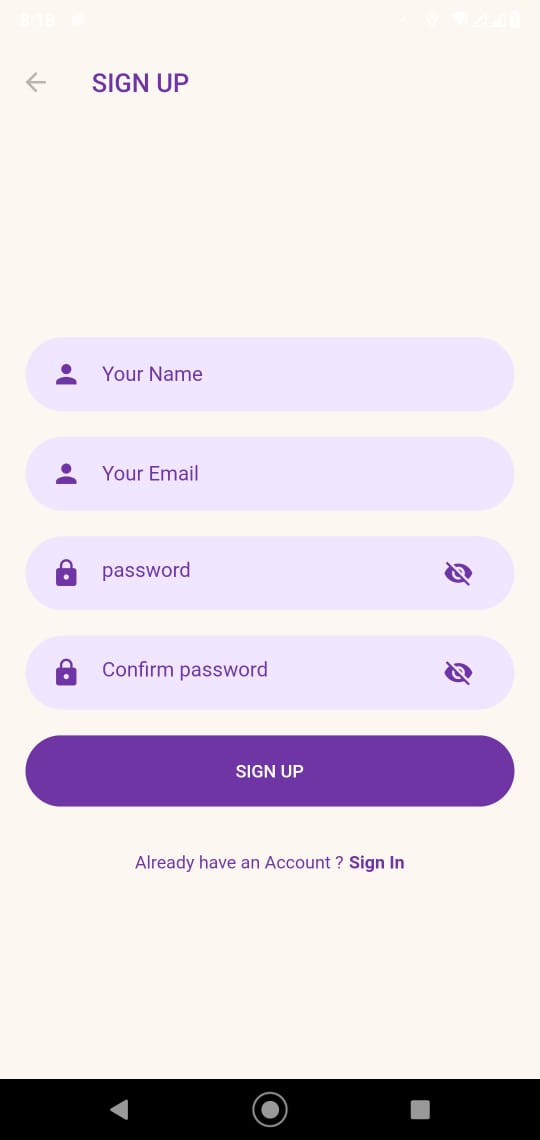 8:18
SIGN UP
Your Name
Your Email
password
Confirm password
SIGN UP
Already have an Account ? Sign In